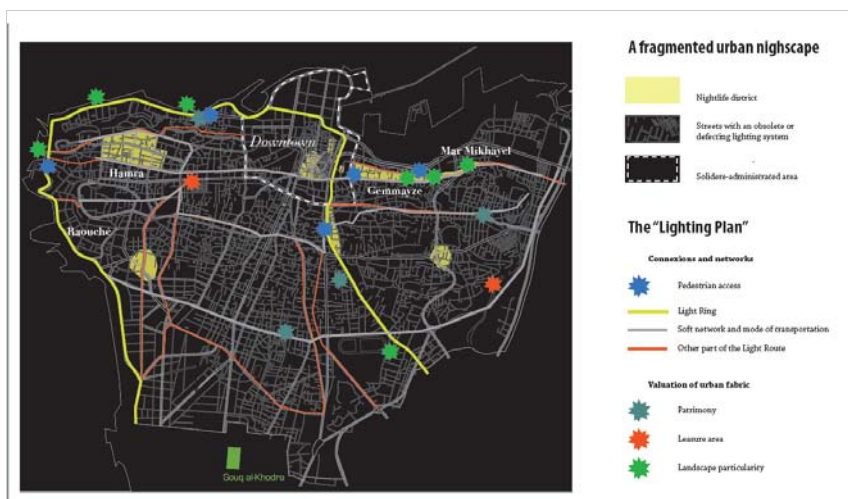 A fragmented urban nighscape
Nightlife district
Streets with an obsolete or
defecting lighting system
Solidere-administrated area
The "Lighting Plan"
Connexions and networks
Pedestrian access
Light Ring
Soft network and mode of transportation
Other part of the Light Route
Valuation of urban fabric
Patrimony
Leasure area
Landscape particularity
Downtown
Mar Mikhayel
Hamra
Gemmayze
Raouché
Souq al-Khodra